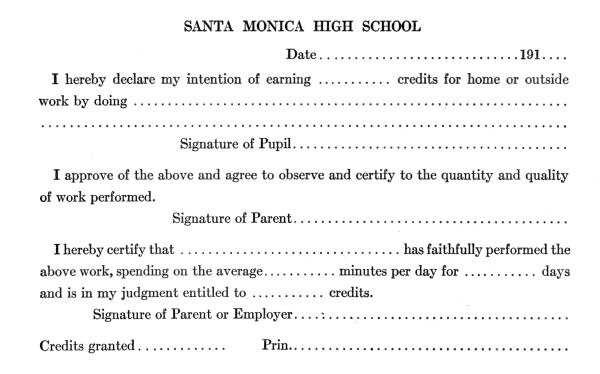 SANTA MONICA HIGH SCHOOL
Date............................191....
I hereby declare my intention of earning ........... credits for home or outside
work by doing .............................................................
..........................................................................
Signature of Pupil.......................................
I approve of the above and agree to observe and certify to the quantity and quality
of work performed.
Signature of Parent.......................................
I hereby certify that ............................... has faithfully performed the
above work, spending on the average.......... minutes per day for .......... days
and is in my judgment entitled to .......... credits.
Signature of Parent or Employer.......................................
Credits granted ............. Prin........................................